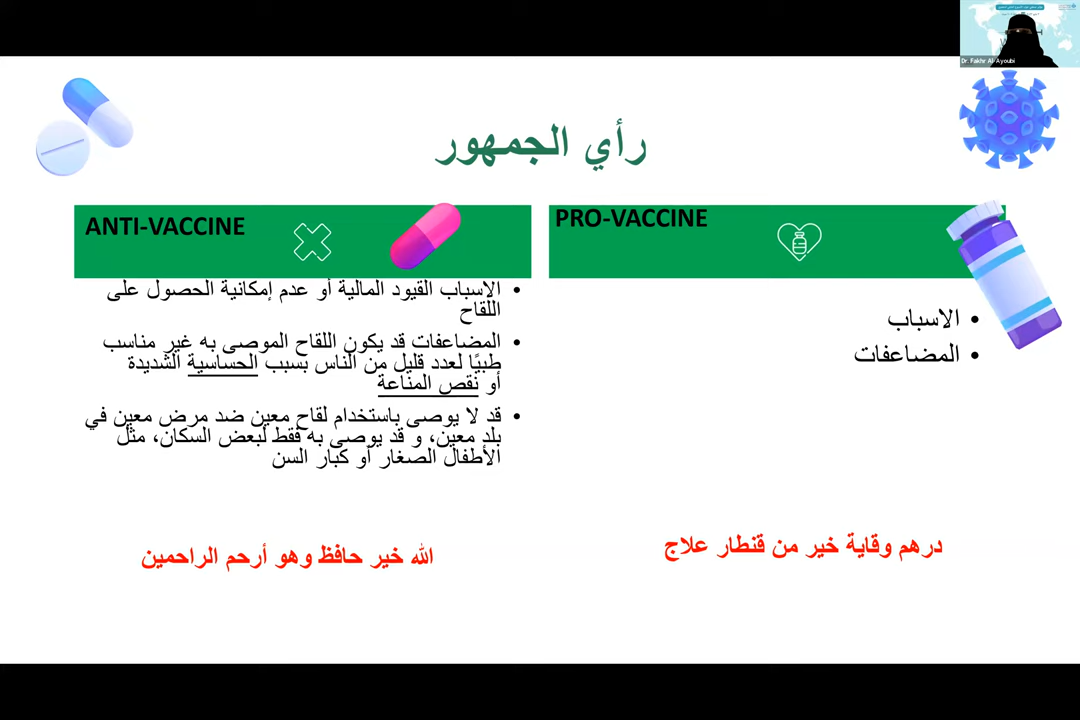 Dr. Fakhr Al-Ayoubi
رأي الجمهور
PRO-VACCINE
• الاسباب
• المضاعفات
درهم وقاية خير من قنطار علاج
ANTI-VACCINE
• الاسباب القيود المالية أو عدم إمكانية الحصول على
اللقاح
• المضاعفات قد يكون اللقاح الموصى به غير مناسب
طبيًا لعدد قليل من الناس بسبب الحساسية الشديدة
أو نقص المناعة
• قد لا يوصى باستخدام لقاح معين ضد مرض معين في
بلد معين، و قد يوصى به فقط لبعض السكان، مثل
الأطفال الصغار أو كبار السن
الله خير حافظ وهو أرحم الراحمين